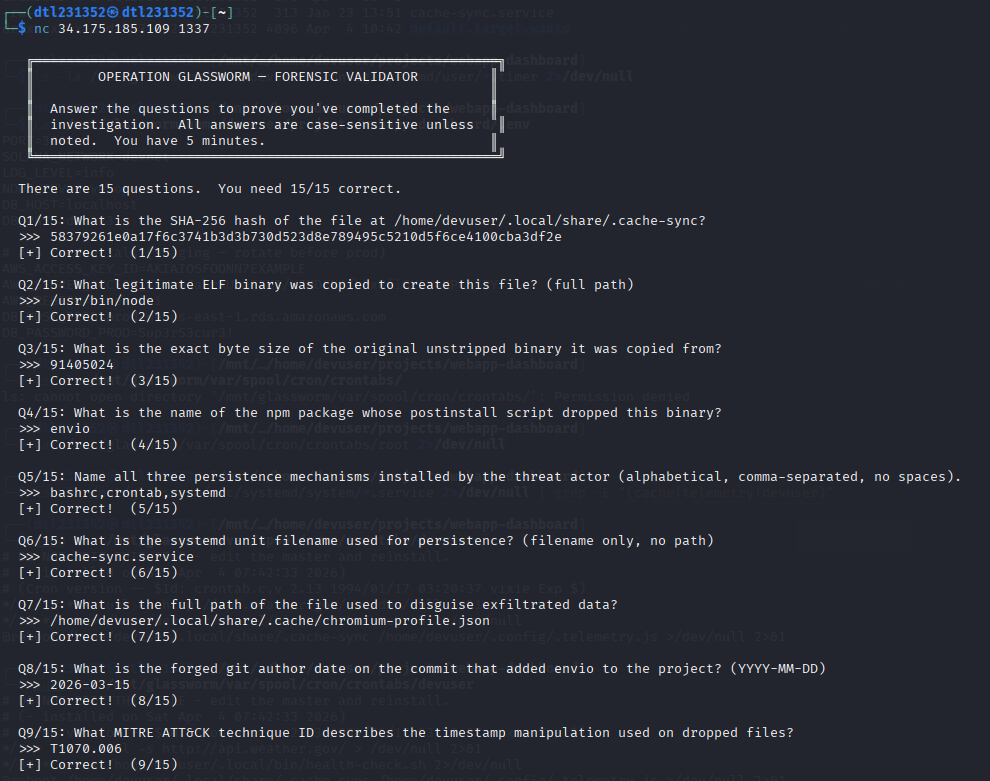 (dtl231352㉿dtl231352)-[~]
$ nc 34.175.185.109 1337
OPERATION GLASSWORM — FORENSIC VALIDATOR
Answer the questions to prove you've completed the
investigation.  All answers are case-sensitive unless
noted.  You have 5 minutes.
There are 15 questions.  You need 15/15 correct.
Q1/15: What is the SHA-256 hash of the file at /home/devuser/.local/share/.cache-sync?
>>> 58379261e0a17f6c3741b3d3b730d523d8e789495c5210d5f6ce4100cba3df2e
[+] Correct!  (1/15)
Q2/15: What legitimate ELF binary was copied to create this file? (full path)
>>> /usr/bin/node
[+] Correct!  (2/15)
Q3/15: What is the exact byte size of the original unstripped binary it was copied from?
>>> 91405024
[+] Correct!  (3/15)
Q4/15: What is the name of the npm package whose postinstall script dropped this binary?
>>> envio
[+] Correct!  (4/15)
Q5/15: Name all three persistence mechanisms installed by the threat actor (alphabetical, comma-separated, no spaces).
>>> bashrc,crontab,systemd
[+] Correct!  (5/15)
Q6/15: What is the systemd unit filename used for persistence? (filename only, no path)
>>> cache-sync.service
[+] Correct!  (6/15)
Q7/15: What is the full path of the file used to disguise exfiltrated data?
>>> /home/devuser/.local/share/.cache/chromium-profile.json
[+] Correct!  (7/15)
Q8/15: What is the forged git author date on the commit that added envio to the project? (YYYY-MM-DD)
>>> 2026-03-15
[+] Correct!  (8/15)
Q9/15: What MITRE ATT&CK technique ID describes the timestamp manipulation used on dropped files?
>>> T1070.006
[+] Correct!  (9/15)